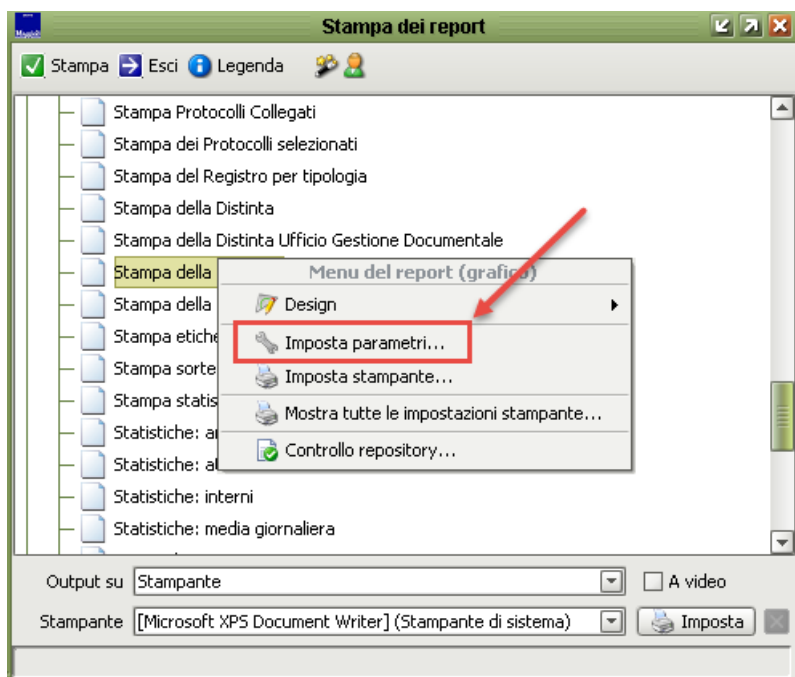 Stampa dei report
Stampa Esci Legenda
Stampa Protocolli Collegati
Stampa dei Protocolli selezionati
Stampa del Registro per tipologia
Stampa della Distinta
Stampa della Distinta Ufficio Gestione Documentale
Stampa della
Menu del report (grafico)
Stampa della
Design
Stampa etiche
Imposta parametri...
Stampa sorte
Imposta stampante...
Stampa statis
Mostra tutte le impostazioni stampante...
Statistiche: a
Controllo repository...
Statistiche: a
Statistiche: interni
Statistiche: media giornaliera
Output su Stampante A video
Stampante [Microsoft XPS Document Writer] (Stampante di sistema) Imposta